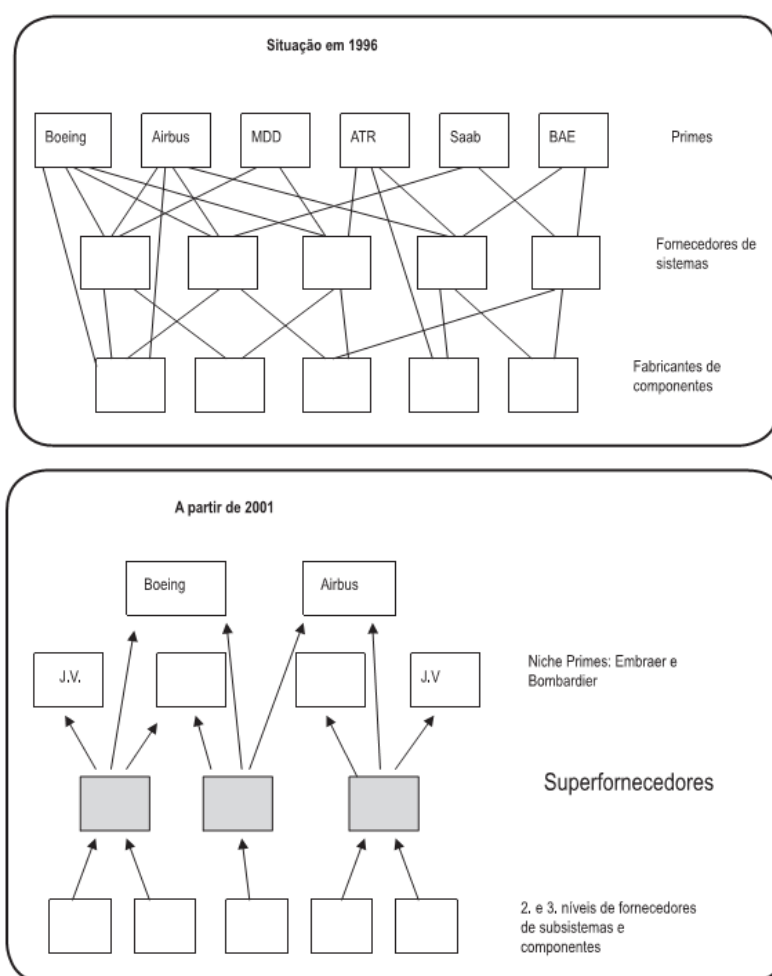 Situação em 1996
Boeing
Airbus
MDD
ATR
Saab
BAE
Primes
Fornecedores de
sistemas
Fabricantes de
componentes
A partir de 2001
Boeing
Airbus
J.V.
J.V
Niche Primes: Embraer e
Bombardier
Superfornecedores
2. e 3. níveis de fornecedores
de subsistemas e
componentes